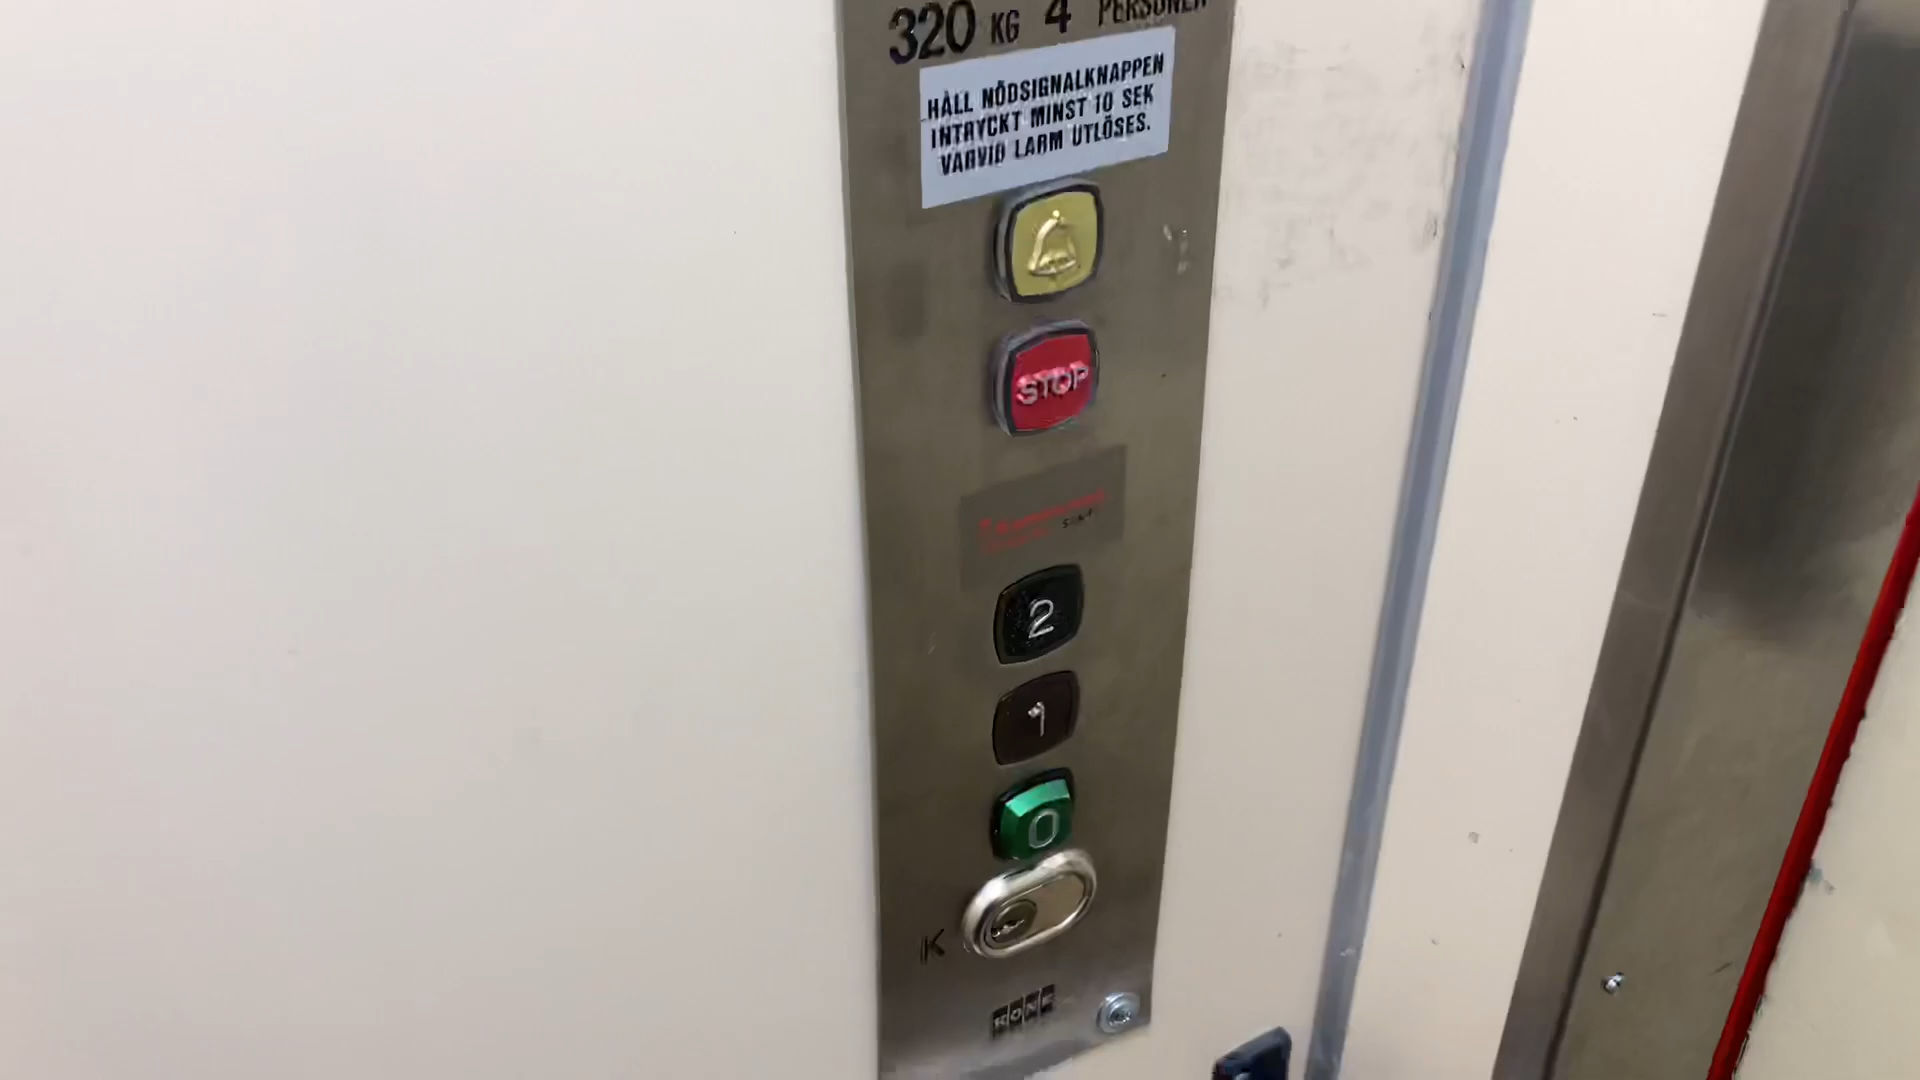 320 KG 4 PERSONER
HÅLL NÖDSIGNALKNAPPEN
INTRYCKT MINST 10 SEK
VARVID LARM UTLÖSES.
STOP
2
1
0
K
KONE